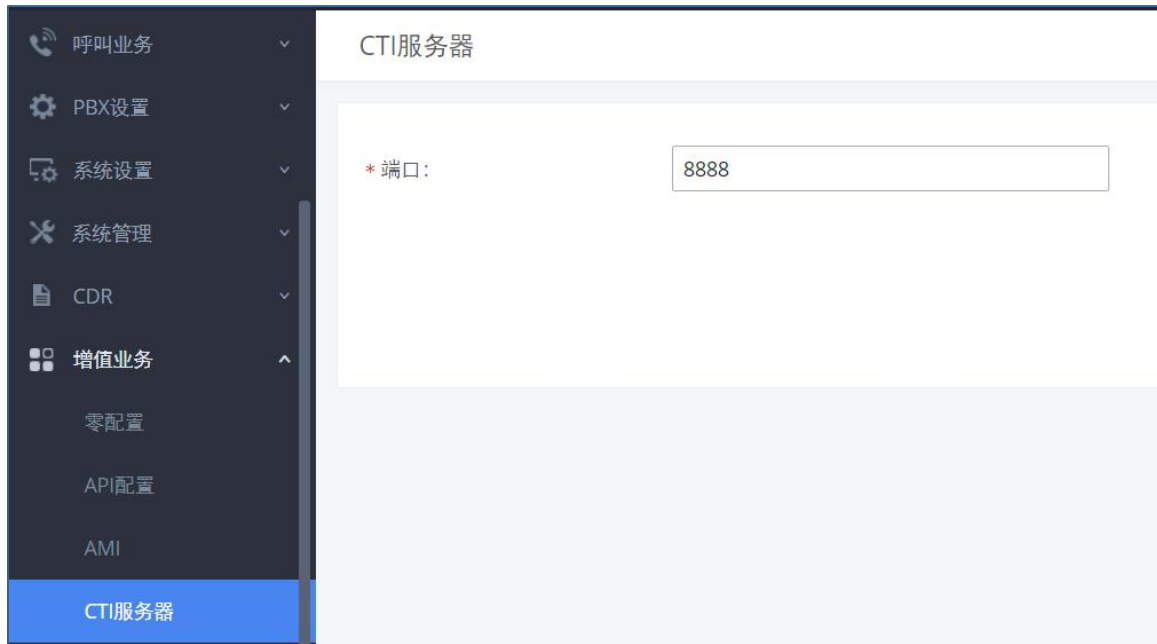 呼叫业务
PBX设置
系统设置
系统管理
CDR
增值业务
零配置
API配置
AMI
CTI服务器
CTI服务器
* 端口:
8888